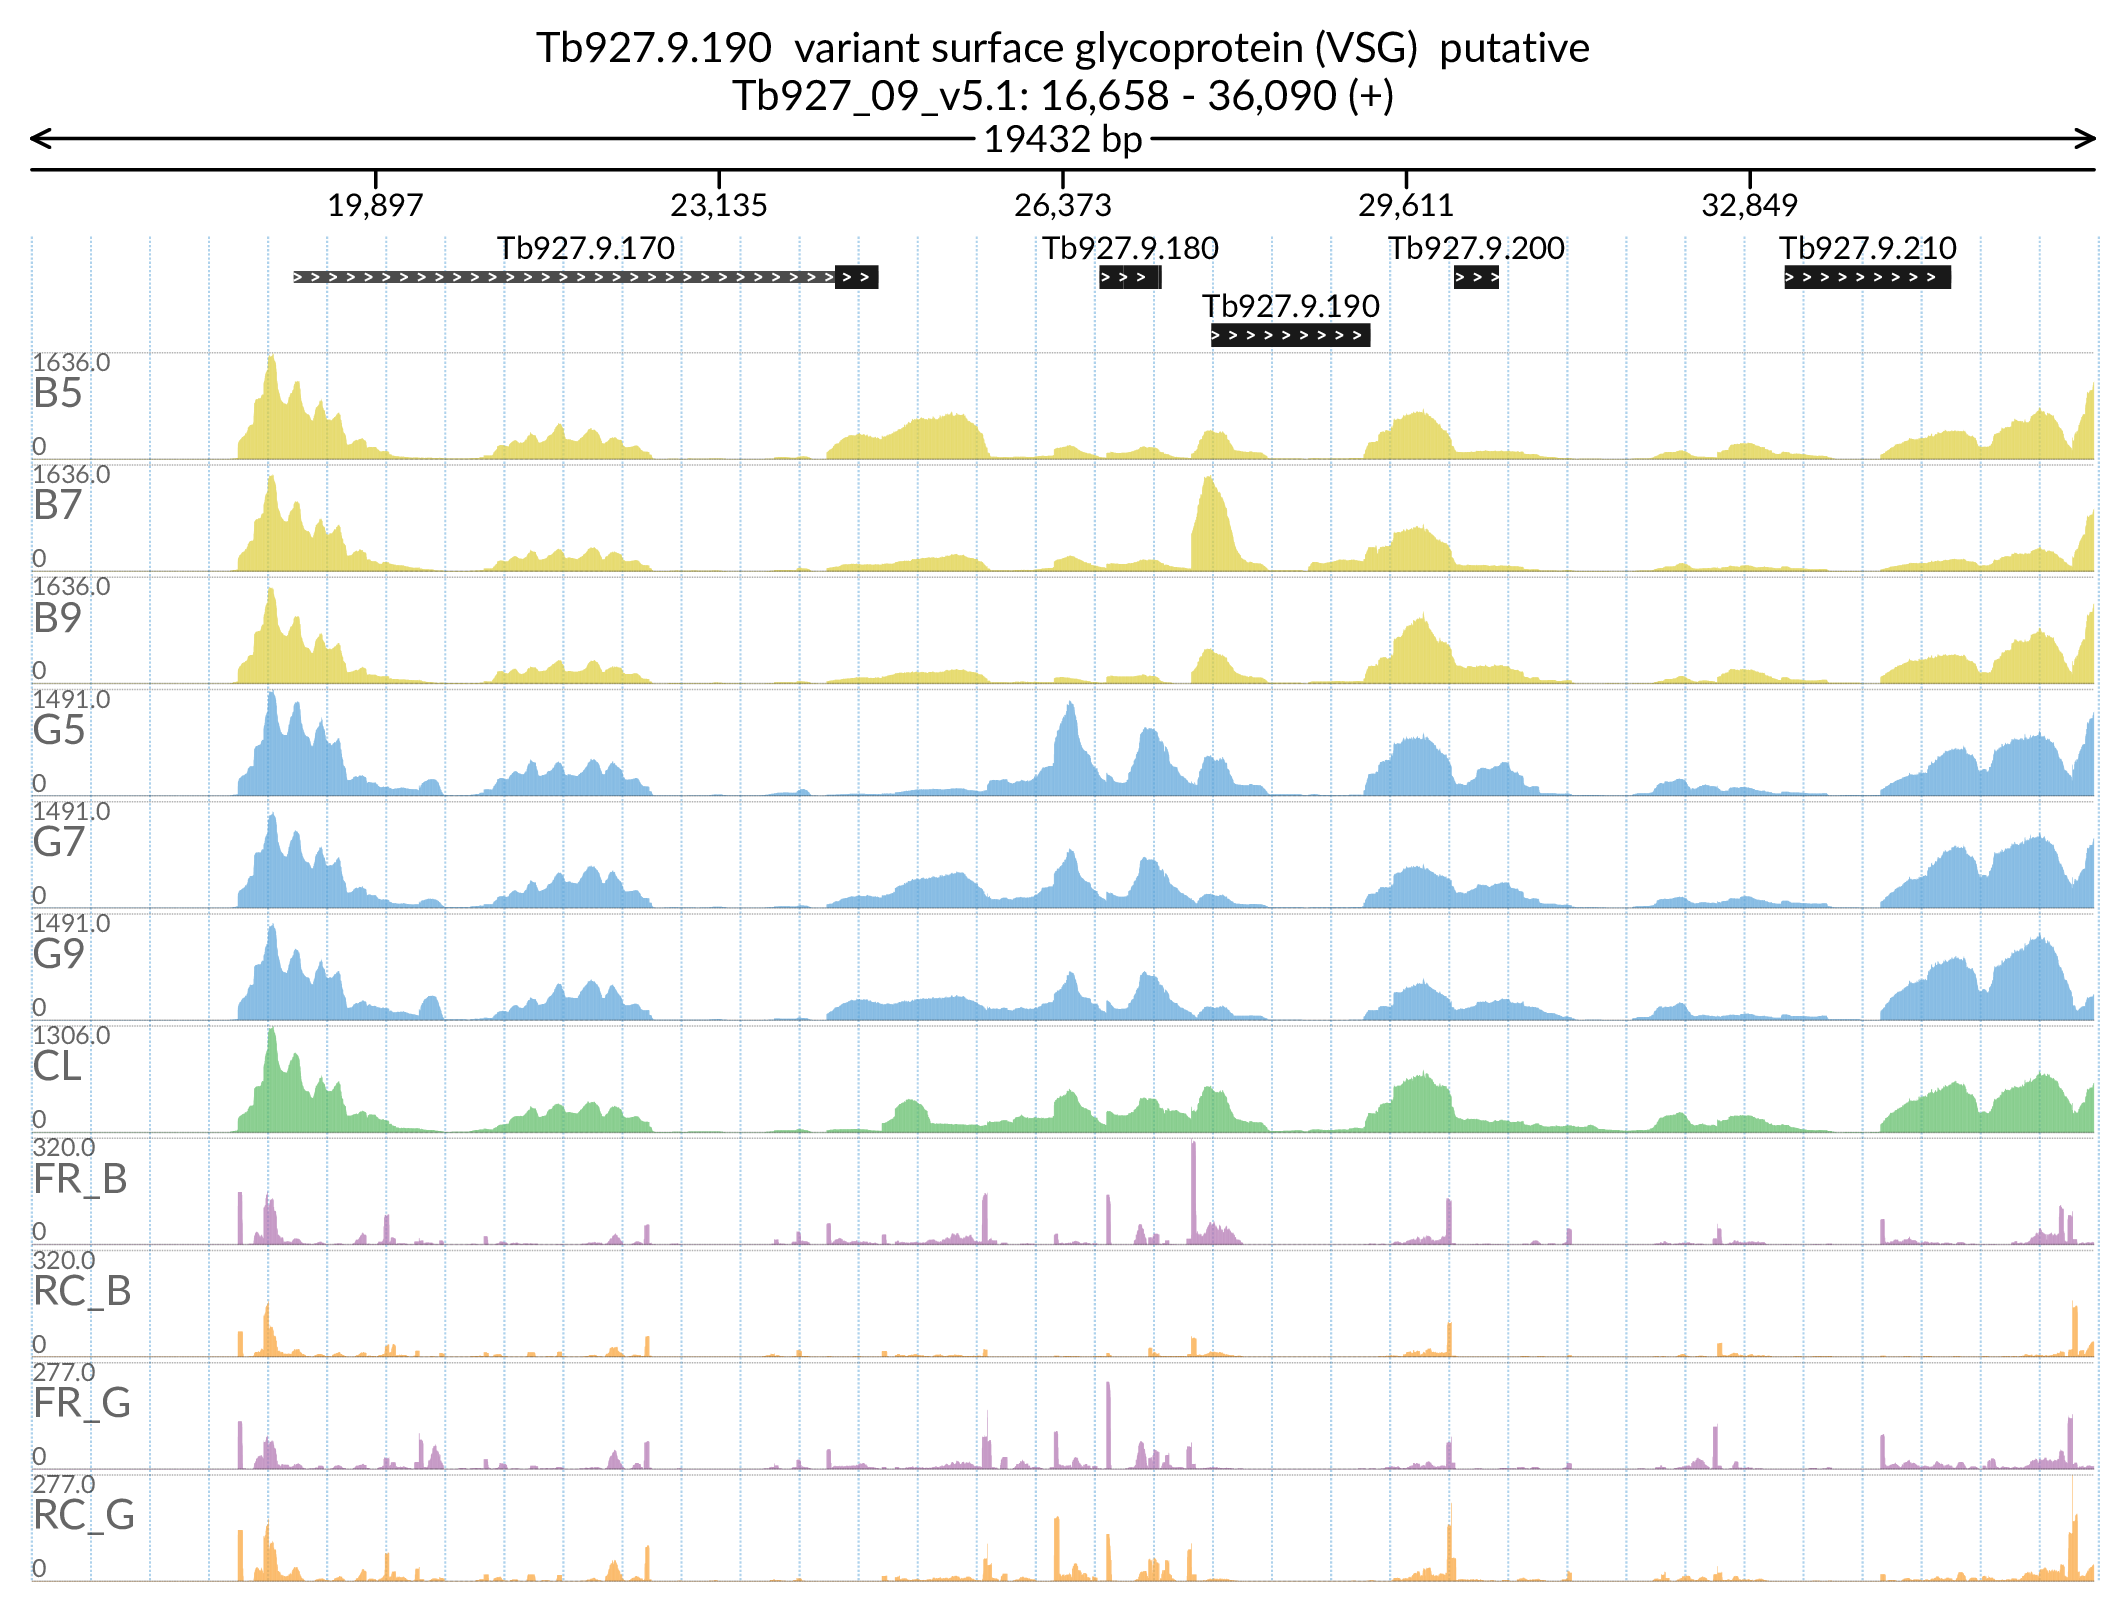 Tb927.9.190  variant surface glycoprotein (VSG)  putative
Tb927_09_v5.1: 16,658 - 36,090 (+)
19432 bp
19,897 23,135 26,373 29,611 32,849
Tb927.9.170 Tb927.9.180 Tb927.9.200 Tb927.9.210
Tb927.9.190
1636.0
B5
0
1636.0
B7
0
1636.0
B9
0
1491.0
G5
0
1491.0
G7
0
1491.0
G9
0
1306.0
CL
0
320.0
FR_B
0
320.0
RC_B
0
277.0
FR_G
0
277.0
RC_G
0